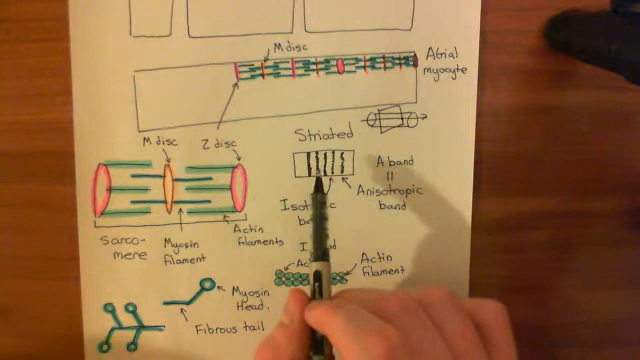 M disc
Atrial
myocyte
M disc
Z disc
Striated
A band
Anisotropic
band
Sarco-
mere
Myosin
filament
Actin
filaments
Actin
Filament
Myosin
Head.
Fibrous tail